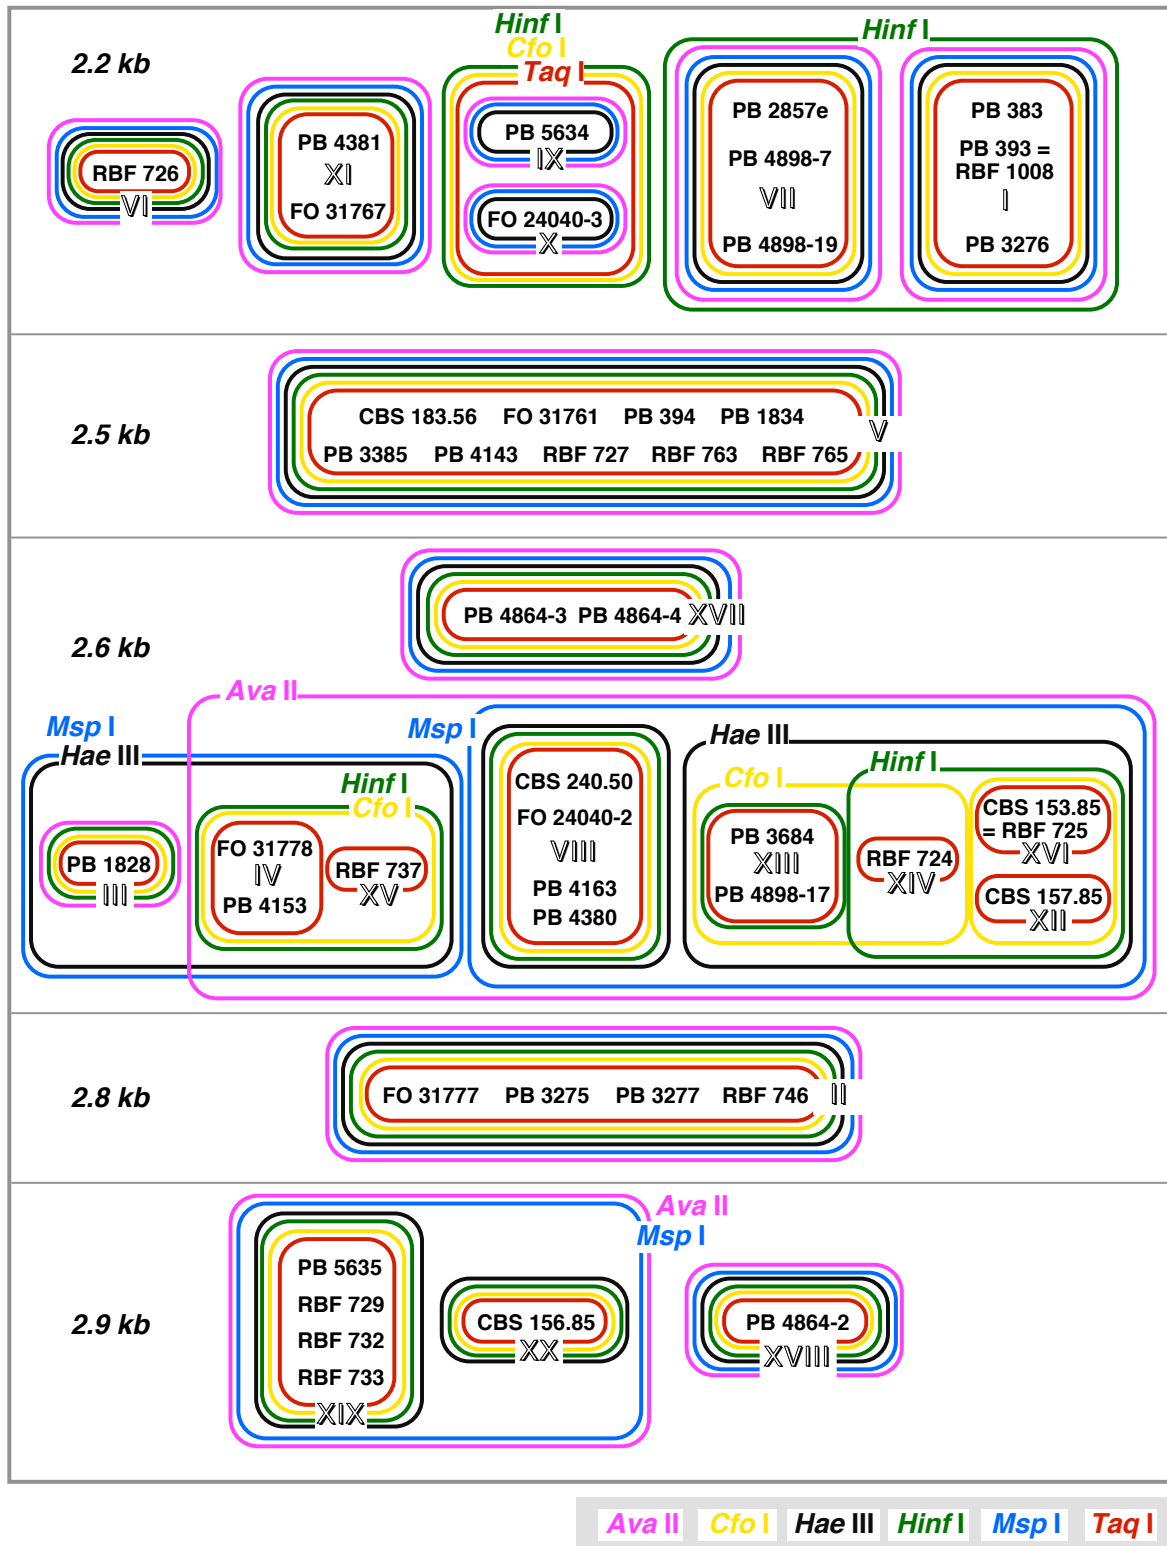 2.2 kb
RBF 726
VI
PB 4381
XI
FO 31767
Hinf I
Cfo I
Taq I
PB 5634
IX
FO 24040-3
X
Hinf I
PB 2857e
PB 4898-7
VII
PB 4898-19
PB 383
PB 393 =
RBF 1008
I
PB 3276
2.5 kb
CBS 183.56 FO 31761 PB 394 PB 1834
PB 3385 PB 4143 RBF 727 RBF 763 RBF 765
V
2.6 kb
PB 4864-3 PB 4864-4 XVII
Ava II
Msp I
Hae III
PB 1828
III
Hinf I
Cfo I
FO 31778
IV
PB 4153
RBF 737
XV
Msp I
CBS 240.50
FO 24040-2
VIII
PB 4163
PB 4380
Hae III
Cfo I
Hinf I
PB 3684
XIII
PB 4898-17
RBF 724
XIV
CBS 153.85
= RBF 725
XVI
CBS 157.85
XII
2.8 kb
FO 31777 PB 3275 PB 3277 RBF 746 II
2.9 kb
Ava II
Msp I
PB 5635
RBF 729
RBF 732
RBF 733
XIX
CBS 156.85
XX
PB 4864-2
XVIII
Ava II Cfo I Hae III Hinf I Msp I Taq I